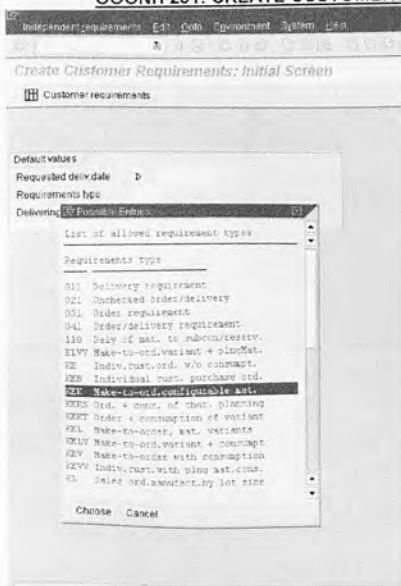 Independent requirements Edit Goto Environment System Help
Create Customer Requirements: Initial Screen
Customer requirements
Default values
Requested deliv.date D
Requirements type
Delivering
Possible Entries
List of allowed requirement types
Requirements type
011 Delivery requirement
021 Unchecked order/delivery
031 Order requirement
041 Order/delivery requirement
110 Dely of mat. to subcon/reserv.
ELVV Make-to-ord.variant + plngMat.
KE Indiv.cust.ord. w/o consumpt.
KEB Individual cust. purchase ord.
KEK Make-to-ord.configurable mat.
KEKS Ord. + cons. of char. planning
KEKT Order + consumption of variant
KEL Make-to-order, mat. variants
KELV Make-to-ord.variant + consumpt
KEV Make-to-order with consumption
KEVV Indiv.cust.with plng mat.cons.
KL Sales ord.manufact.by lot size
Choose Cancel